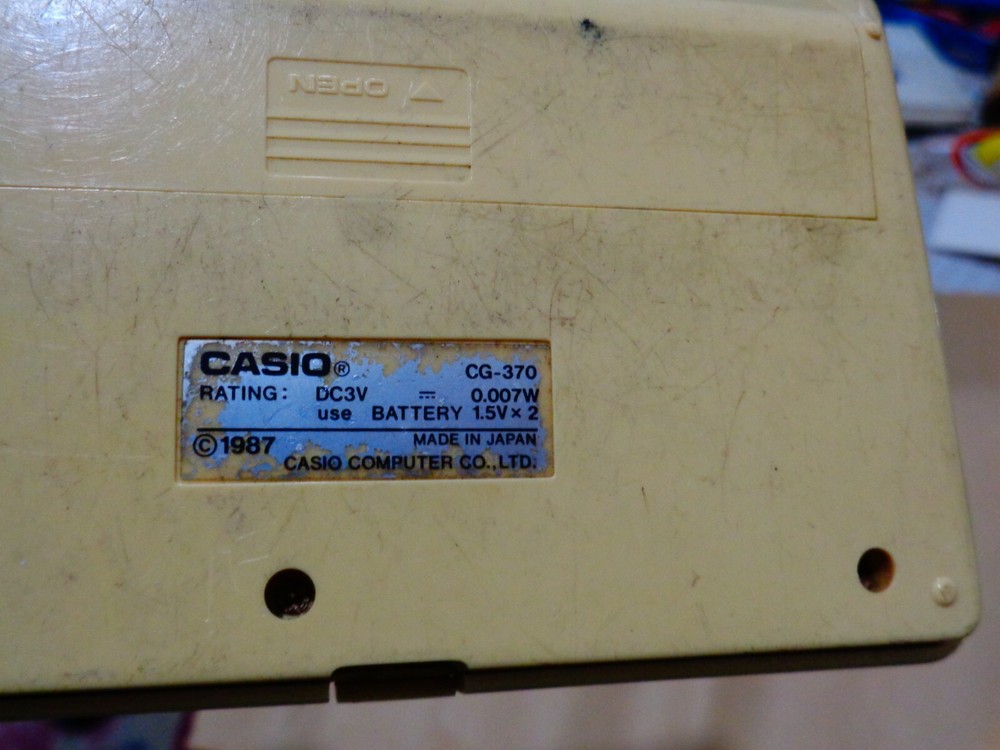 OPEN
CASIO®
CG-370
RATING: DC3V ⎓ 0.007W
use BATTERY 1.5V×2
©1987 MADE IN JAPAN
CASIO COMPUTER CO.,LTD.